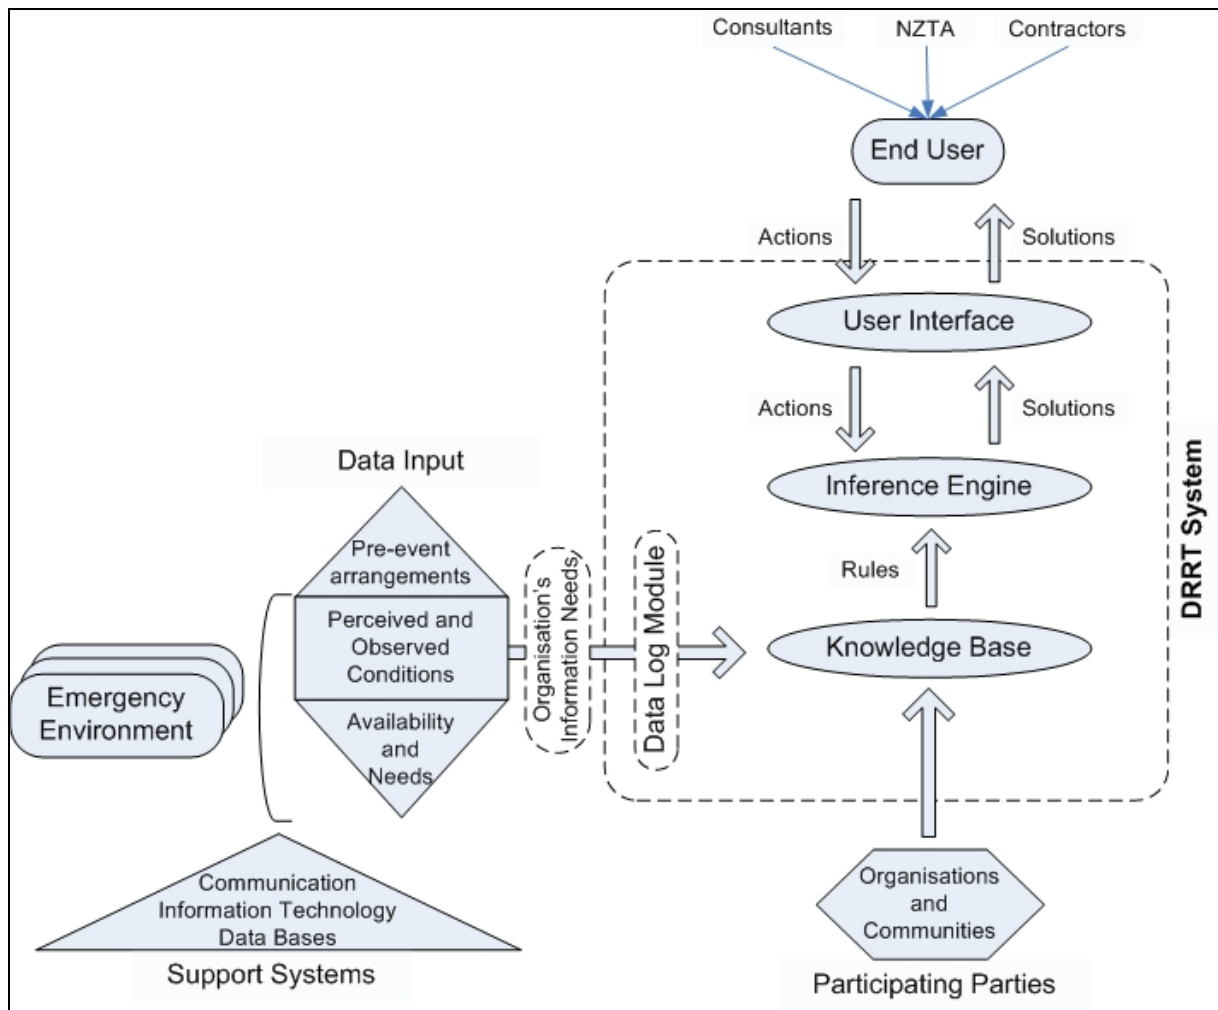 Consultants
NZTA
Contractors
End User
Actions
Solutions
User Interface
Actions
Solutions
Inference Engine
Rules
Knowledge Base
DRRT System
Data Input
Pre-event
arrangements
Perceived and
Observed
Conditions
Availability
and
Needs
Organisation's
Information Needs
Data Log Module
Emergency
Environment
Communication
Information Technology
Data Bases
Support Systems
Organisations
and
Communities
Participating Parties